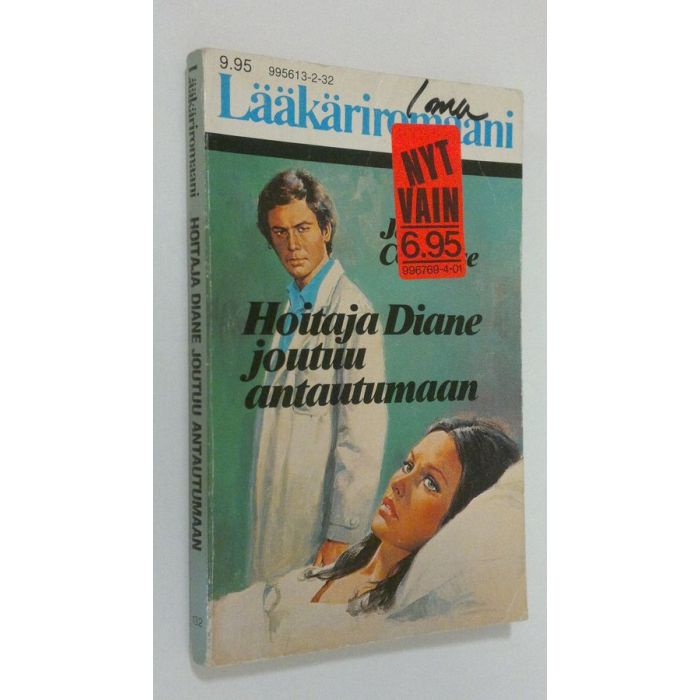 9.95 995613-2-32
Lääkäriromaani
NYT
VAIN
6.95
996769-4-01
Hoitaja Diane
joutuu
antautumaan
Lääkäriromaani HOITAJA DIANE JOUTUU ANTAUTUMAAN